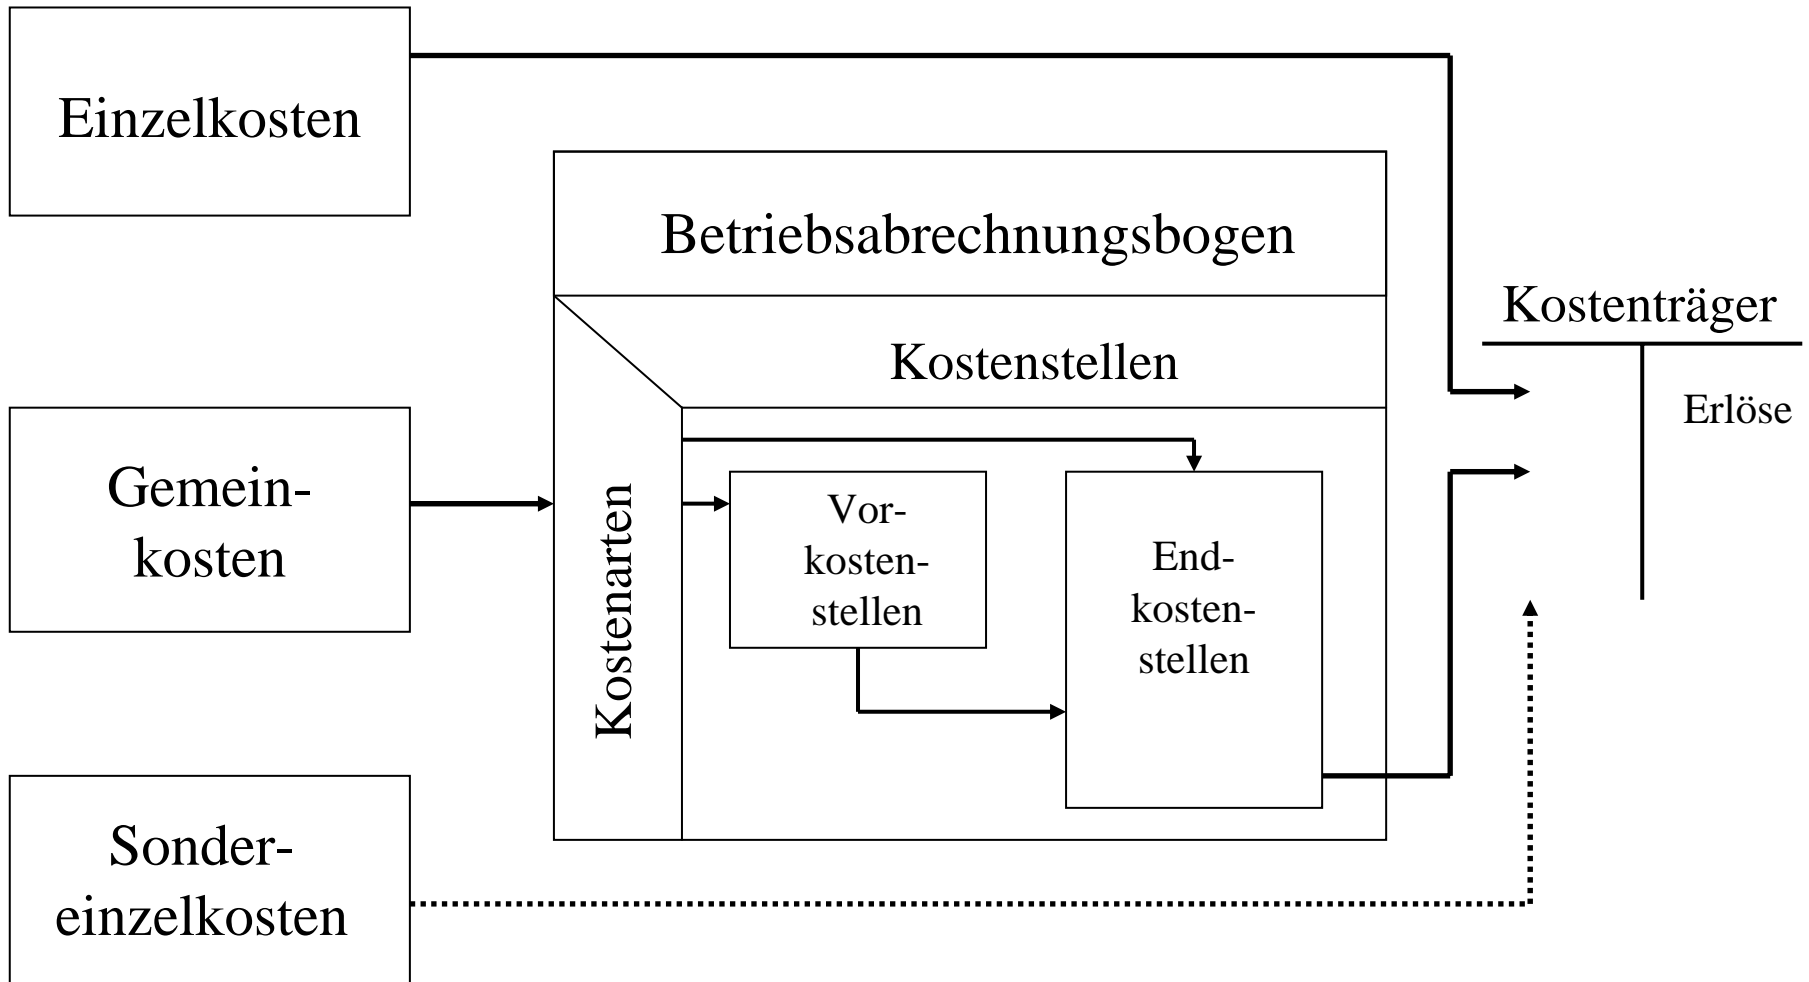 Einzelkosten
Betriebsabrechnungsbogen
Kostenträger
Kostenstellen
Erlöse
Gemein-
kosten
Kostenarten
Vor-
kosten-
stellen
End-
kosten-
stellen
Sonder-
einzelkosten